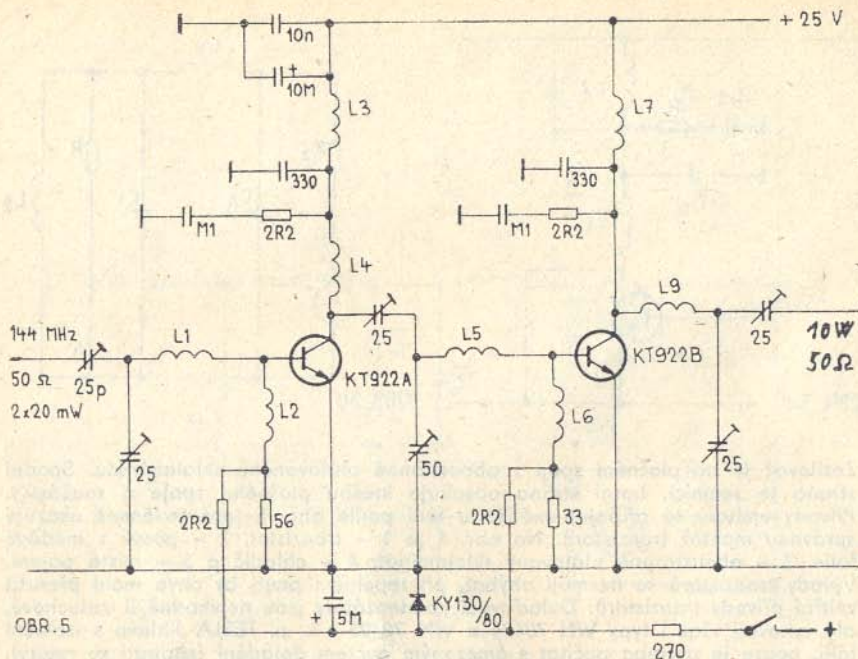 + 25 V
10n
+
10M
L3
L7
330
330
M1
2R2
M1
2R2
L4
L9
144 MHz
L1
25
L5
25
10W
50 Ω
25p
KT922A
KT922B
50Ω
2x20 mW
L2
L6
25
50
25
2R2
56
2R2
33
OBR. 5
+
5M
KY130/80
270
+